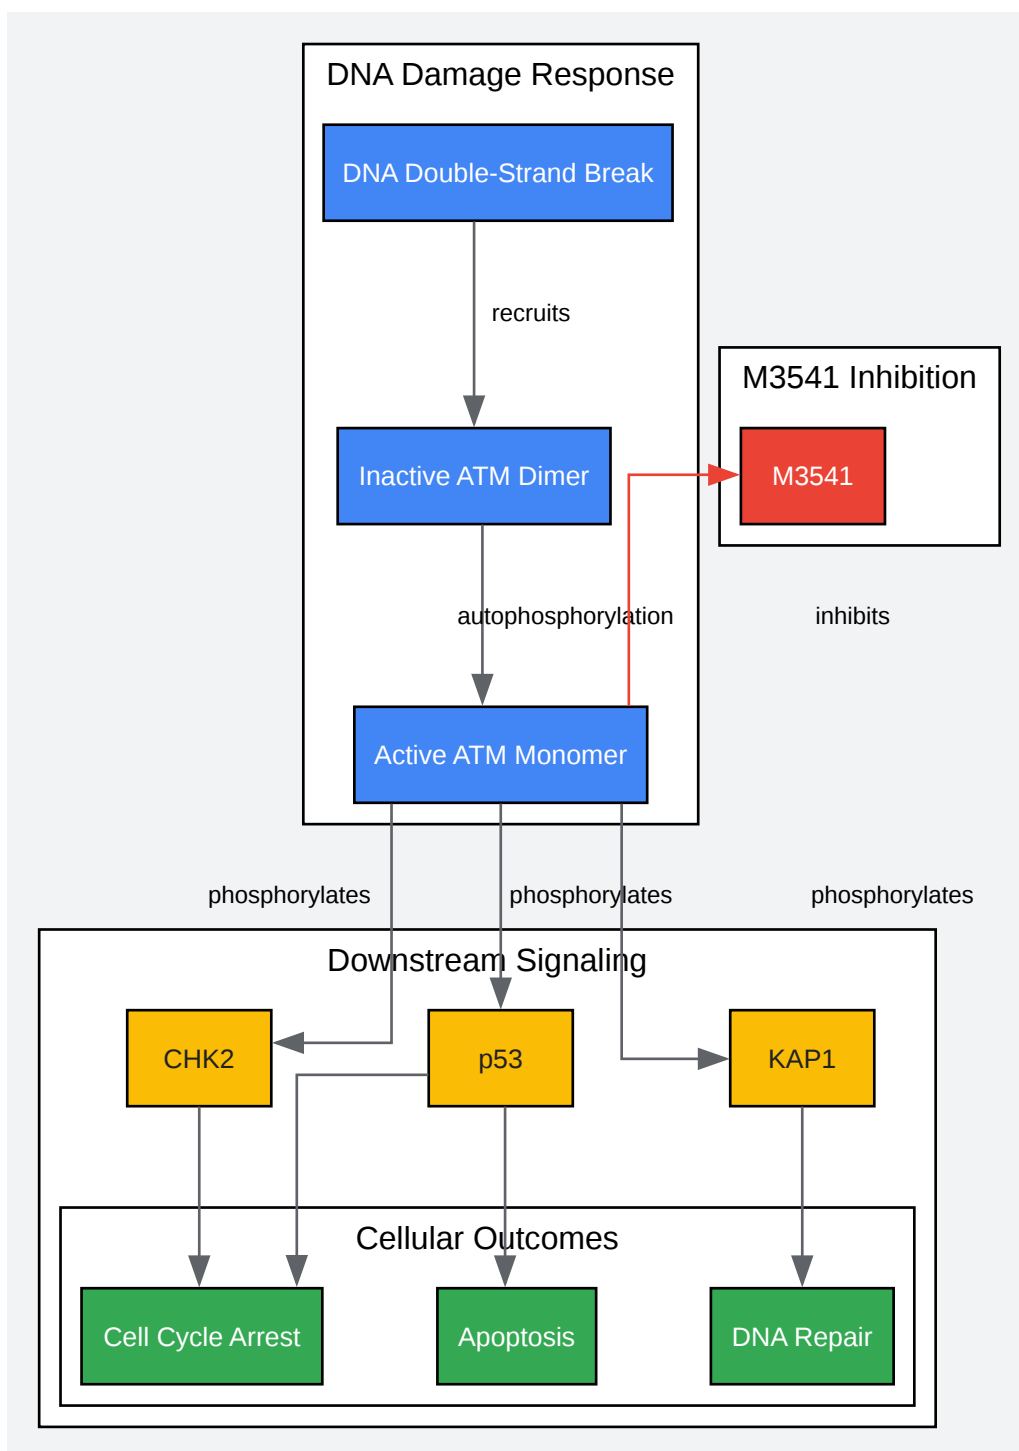 DNA Damage Response
DNA Double-Strand Break
recruits
M3541 Inhibition
Inactive ATM Dimer
M3541
autophosphorylation
inhibits
Active ATM Monomer
phosphorylates
phosphorylates
phosphorylates
Downstream Signaling
CHK2
p53
KAP1
Cellular Outcomes
Cell Cycle Arrest
Apoptosis
DNA Repair